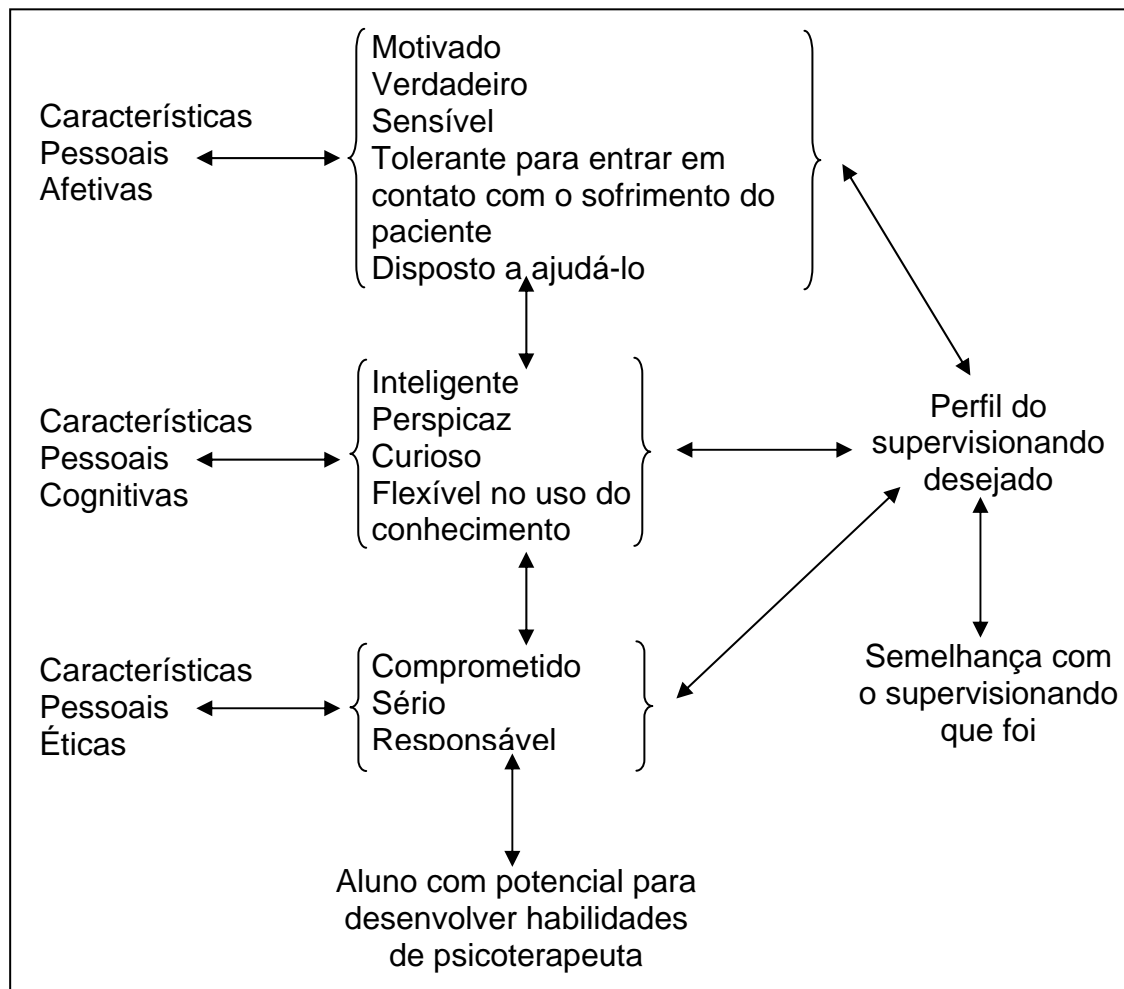 Características
Pessoais
Afetivas
Motivado
Verdadeiro
Sensível
Tolerante para entrar em
contato com o sofrimento do
paciente
Disposto a ajudá-lo
Características
Pessoais
Cognitivas
Inteligente
Perspicaz
Curioso
Flexível no uso do
conhecimento
Perfil do
supervisionando
desejado
Características
Pessoais
Éticas
Comprometido
Sério
Responsável
Semelhança com
o supervisionando
que foi
Aluno com potencial para
desenvolver habilidades
de psicoterapeuta